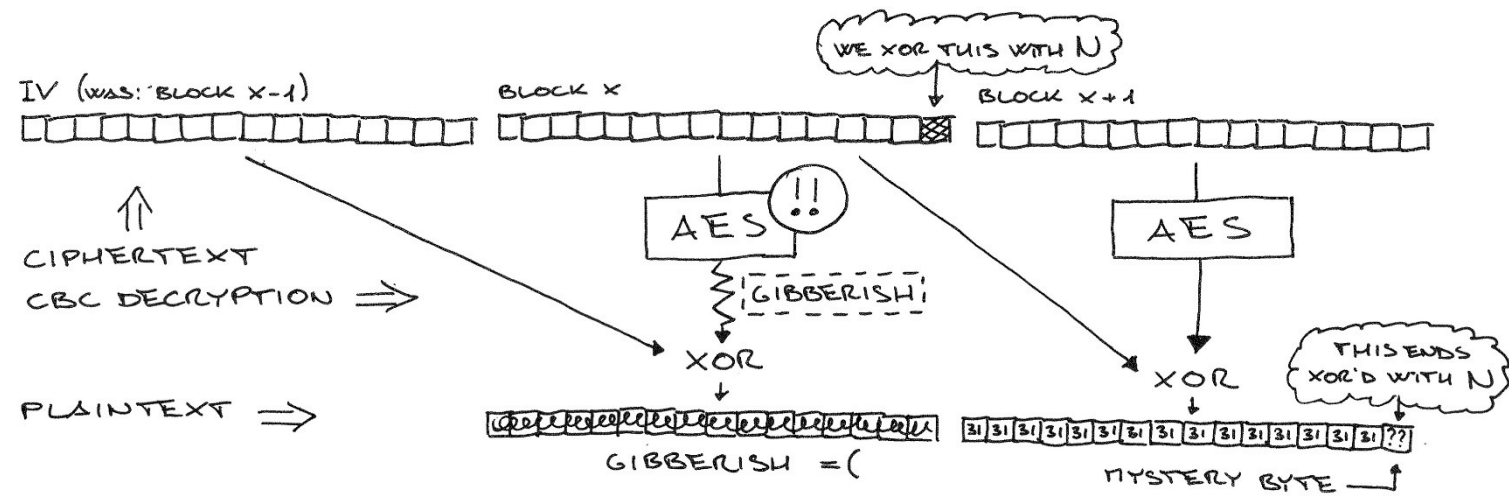 WE XOR THIS WITH N
IV (WAS: BLOCK X-1)
BLOCK X
BLOCK X+1
!!
AES
AES
CIPHERTEXT
CBC DECRYPTION ⇒
GIBBERISH
XOR
XOR
THIS ENDS
XOR'D WITH N
PLAINTEXT ⇒
31 31 31 31 31 31 31 31 31 31 31 31 31 31 31 ??
GIBBERISH =(
MYSTERY BYTE